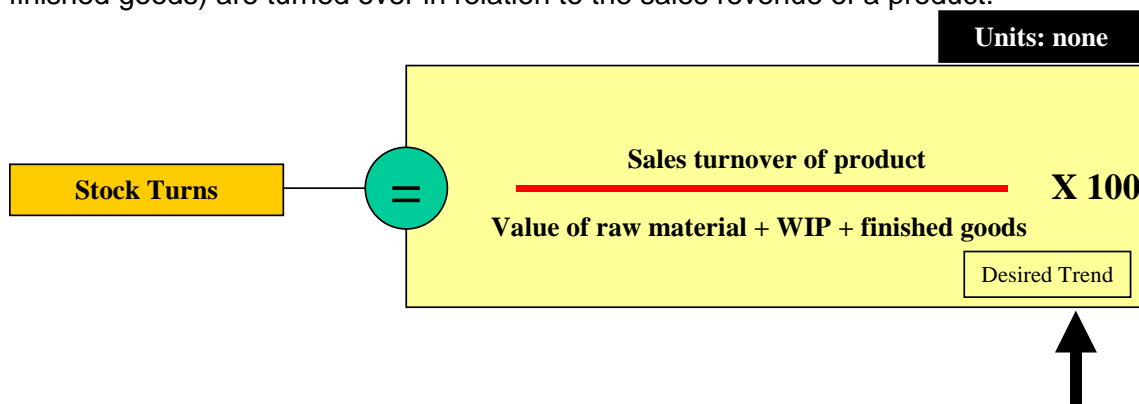 finished goods) are turned over in relation to the sales revenue of a product.
Units: none
Sales turnover of product
Stock Turns = X 100
Value of raw material + WIP + finished goods
Desired Trend